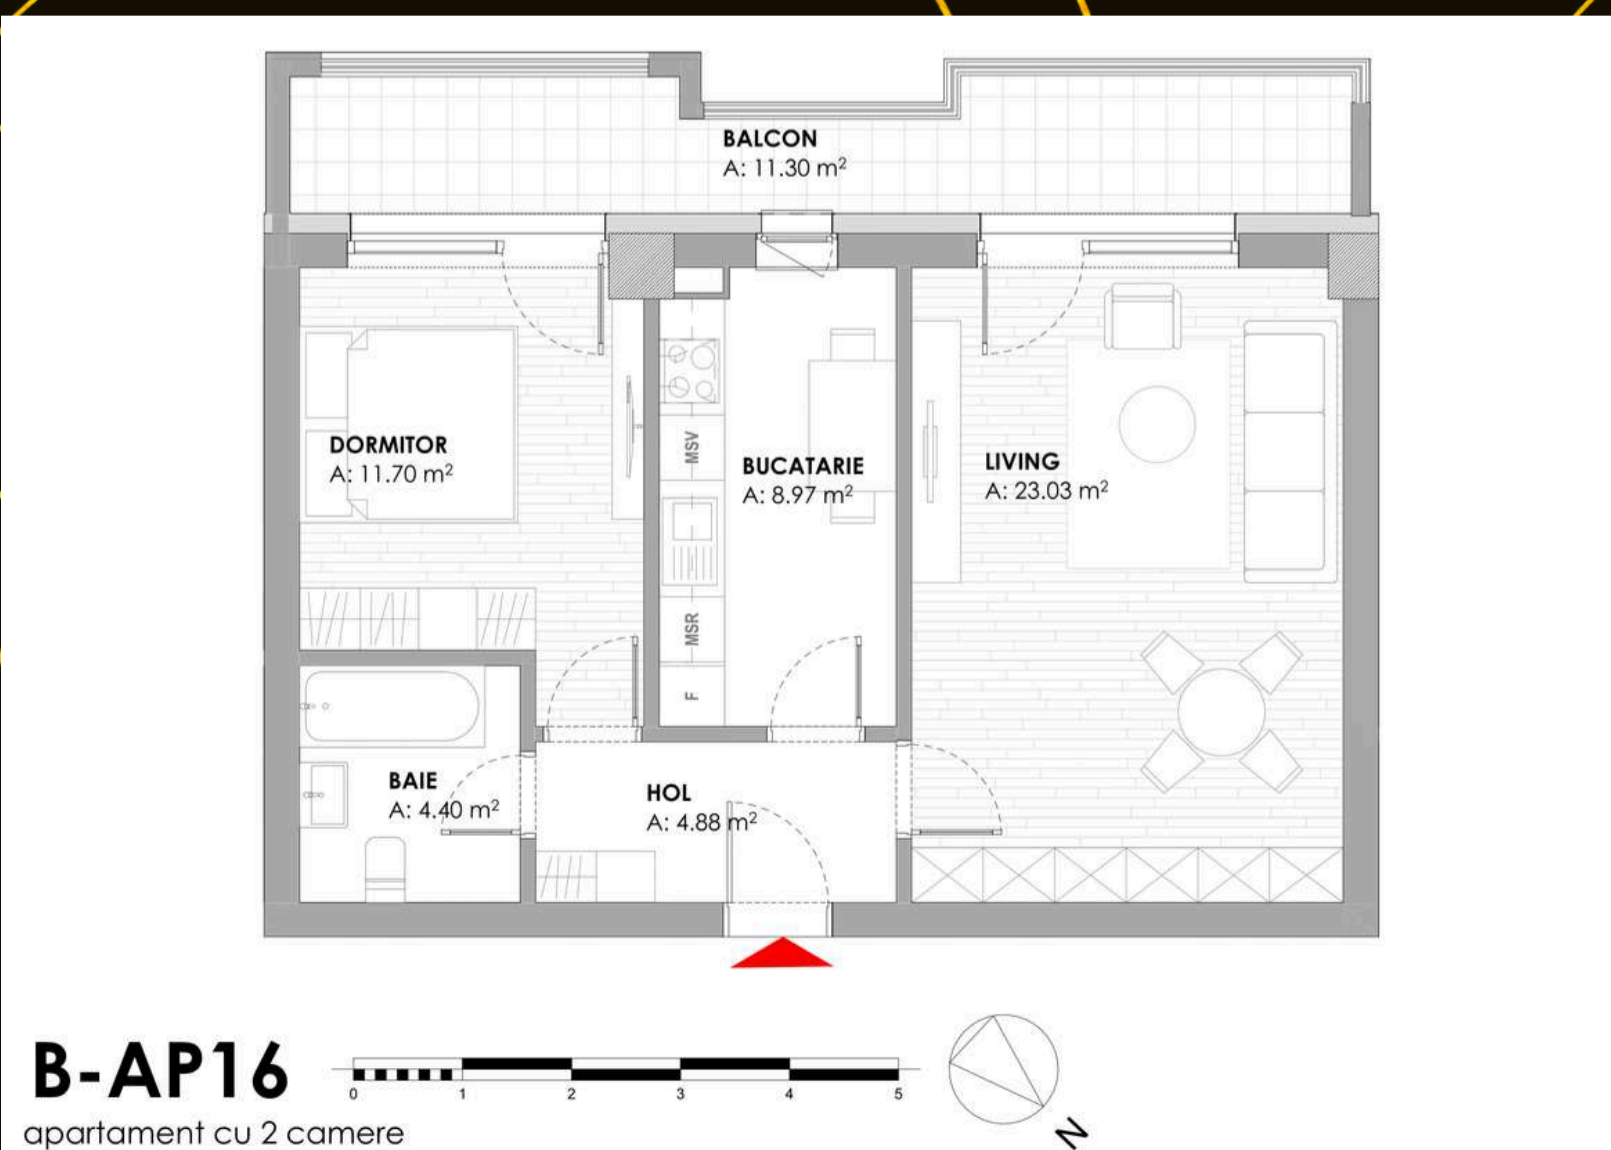 BALCON
A: 11.30 m²
DORMITOR
A: 11.70 m²
MSV
BUCATARIE
A: 8.97 m²
LIVING
A: 23.03 m²
MSR
F
BAIE
A: 4.40 m²
HOL
A: 4.88 m²
B-AP16
0 1 2 3 4 5
N
apartament cu 2 camere